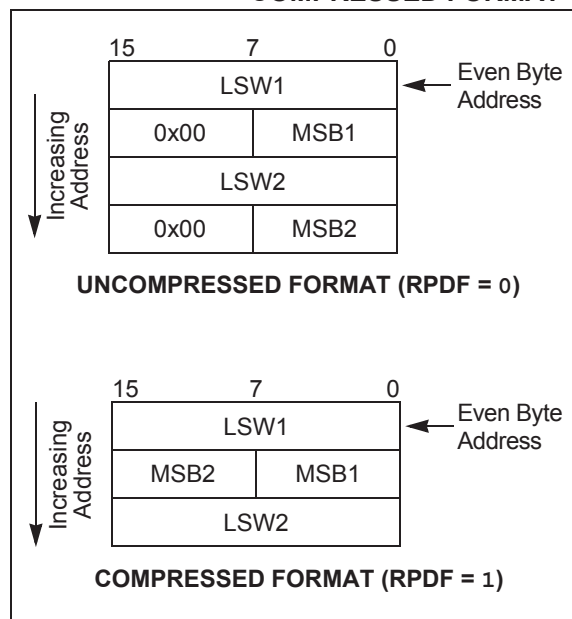 15 7 0
LSW1
Even Byte
Address
0x00 MSB1
LSW2
0x00 MSB2
Increasing
Address
UNCOMPRESSED FORMAT (RPDF = 0)
15 7 0
LSW1
Even Byte
Address
MSB2 MSB1
LSW2
Increasing
Address
COMPRESSED FORMAT (RPDF = 1)